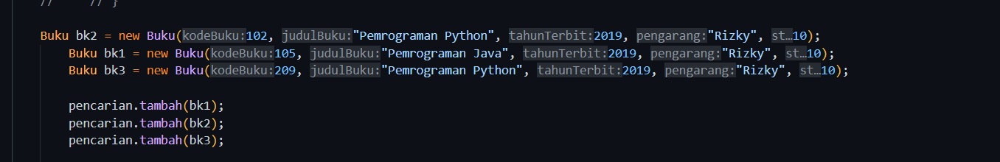 //     // }
Buku bk2 = new Buku(kodeBuku:102, judulBuku:"Pemrograman Python", tahunTerbit:2019, pengarang:"Rizky", st…10);
Buku bk1 = new Buku(kodeBuku:105, judulBuku:"Pemrograman Java", tahunTerbit:2019, pengarang:"Rizky", st…10);
Buku bk3 = new Buku(kodeBuku:209, judulBuku:"Pemrograman Python", tahunTerbit:2019, pengarang:"Rizky", st…10);
pencarian.tambah(bk1);
pencarian.tambah(bk2);
pencarian.tambah(bk3);